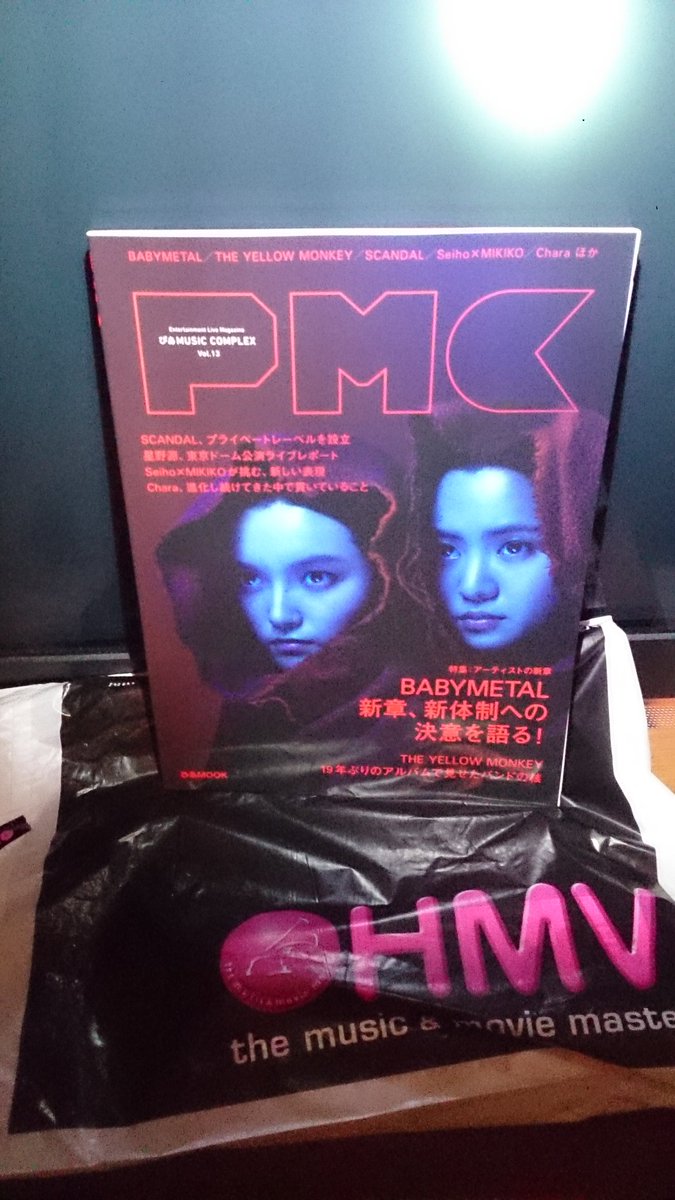 BABYMETAL／THE YELLOW MONKEY／SCANDAL／Seiho×MIKIKO／Chara ほか
PMC
Entertainment Live Magazine
ぴあMUSIC COMPLEX
Vol.13
SCANDAL、プライベートレーベルを設立
星野源、東京ドーム公演ライブレポート
Seiho×MIKIKOが挑む、新しい表現
Chara、進化し続けてきた中で貫いていること
特集：アーティストの新章
BABYMETAL
新章、新体制への
決意を語る！
THE YELLOW MONKEY
19年ぶりのアルバムで見せたバンドの核
ぴあMOOK
HMV
the music & movie maste